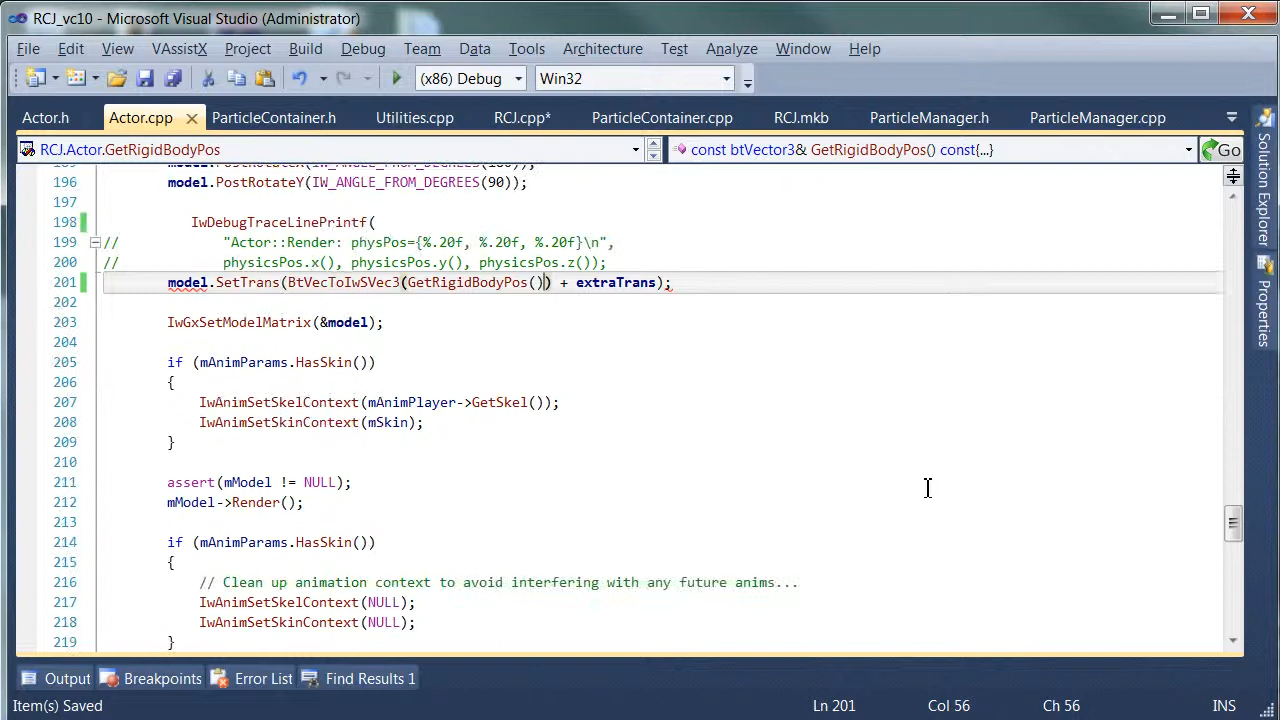 RCJ_vc10 - Microsoft Visual Studio (Administrator)
File Edit View VAssistX Project Build Debug Team Data Tools Architecture Test Analyze Window Help
(x86) Debug Win32
Actor.h Actor.cpp ParticleContainer.h Utilities.cpp RCJ.cpp* ParticleContainer.cpp RCJ.mkb ParticleManager.h ParticleManager.cpp
RCJ.Actor.GetRigidBodyPos const btVector3& GetRigidBodyPos() const{...} Go
196 model.PostRotateY(IW_ANGLE_FROM_DEGREES(90));
197
198 IwDebugTraceLinePrintf(
199 // "Actor::Render: physPos={%.20f, %.20f, %.20f}\n",
200 // physicsPos.x(), physicsPos.y(), physicsPos.z());
201 model.SetTrans(BtVecToIwSVec3(GetRigidBodyPos()) + extraTrans);
202
203 IwGxSetModelMatrix(&model);
204
205 if (mAnimParams.HasSkin())
206 {
207 IwAnimSetSkelContext(mAnimPlayer->GetSkel());
208 IwAnimSetSkinContext(mSkin);
209 }
210
211 assert(mModel != NULL);
212 mModel->Render();
213
214 if (mAnimParams.HasSkin())
215 {
216 // Clean up animation context to avoid interfering with any future anims...
217 IwAnimSetSkelContext(NULL);
218 IwAnimSetSkinContext(NULL);
219 }
Solution Explorer
Properties
Output Breakpoints Error List Find Results 1
Item(s) Saved Ln 201 Col 56 Ch 56 INS